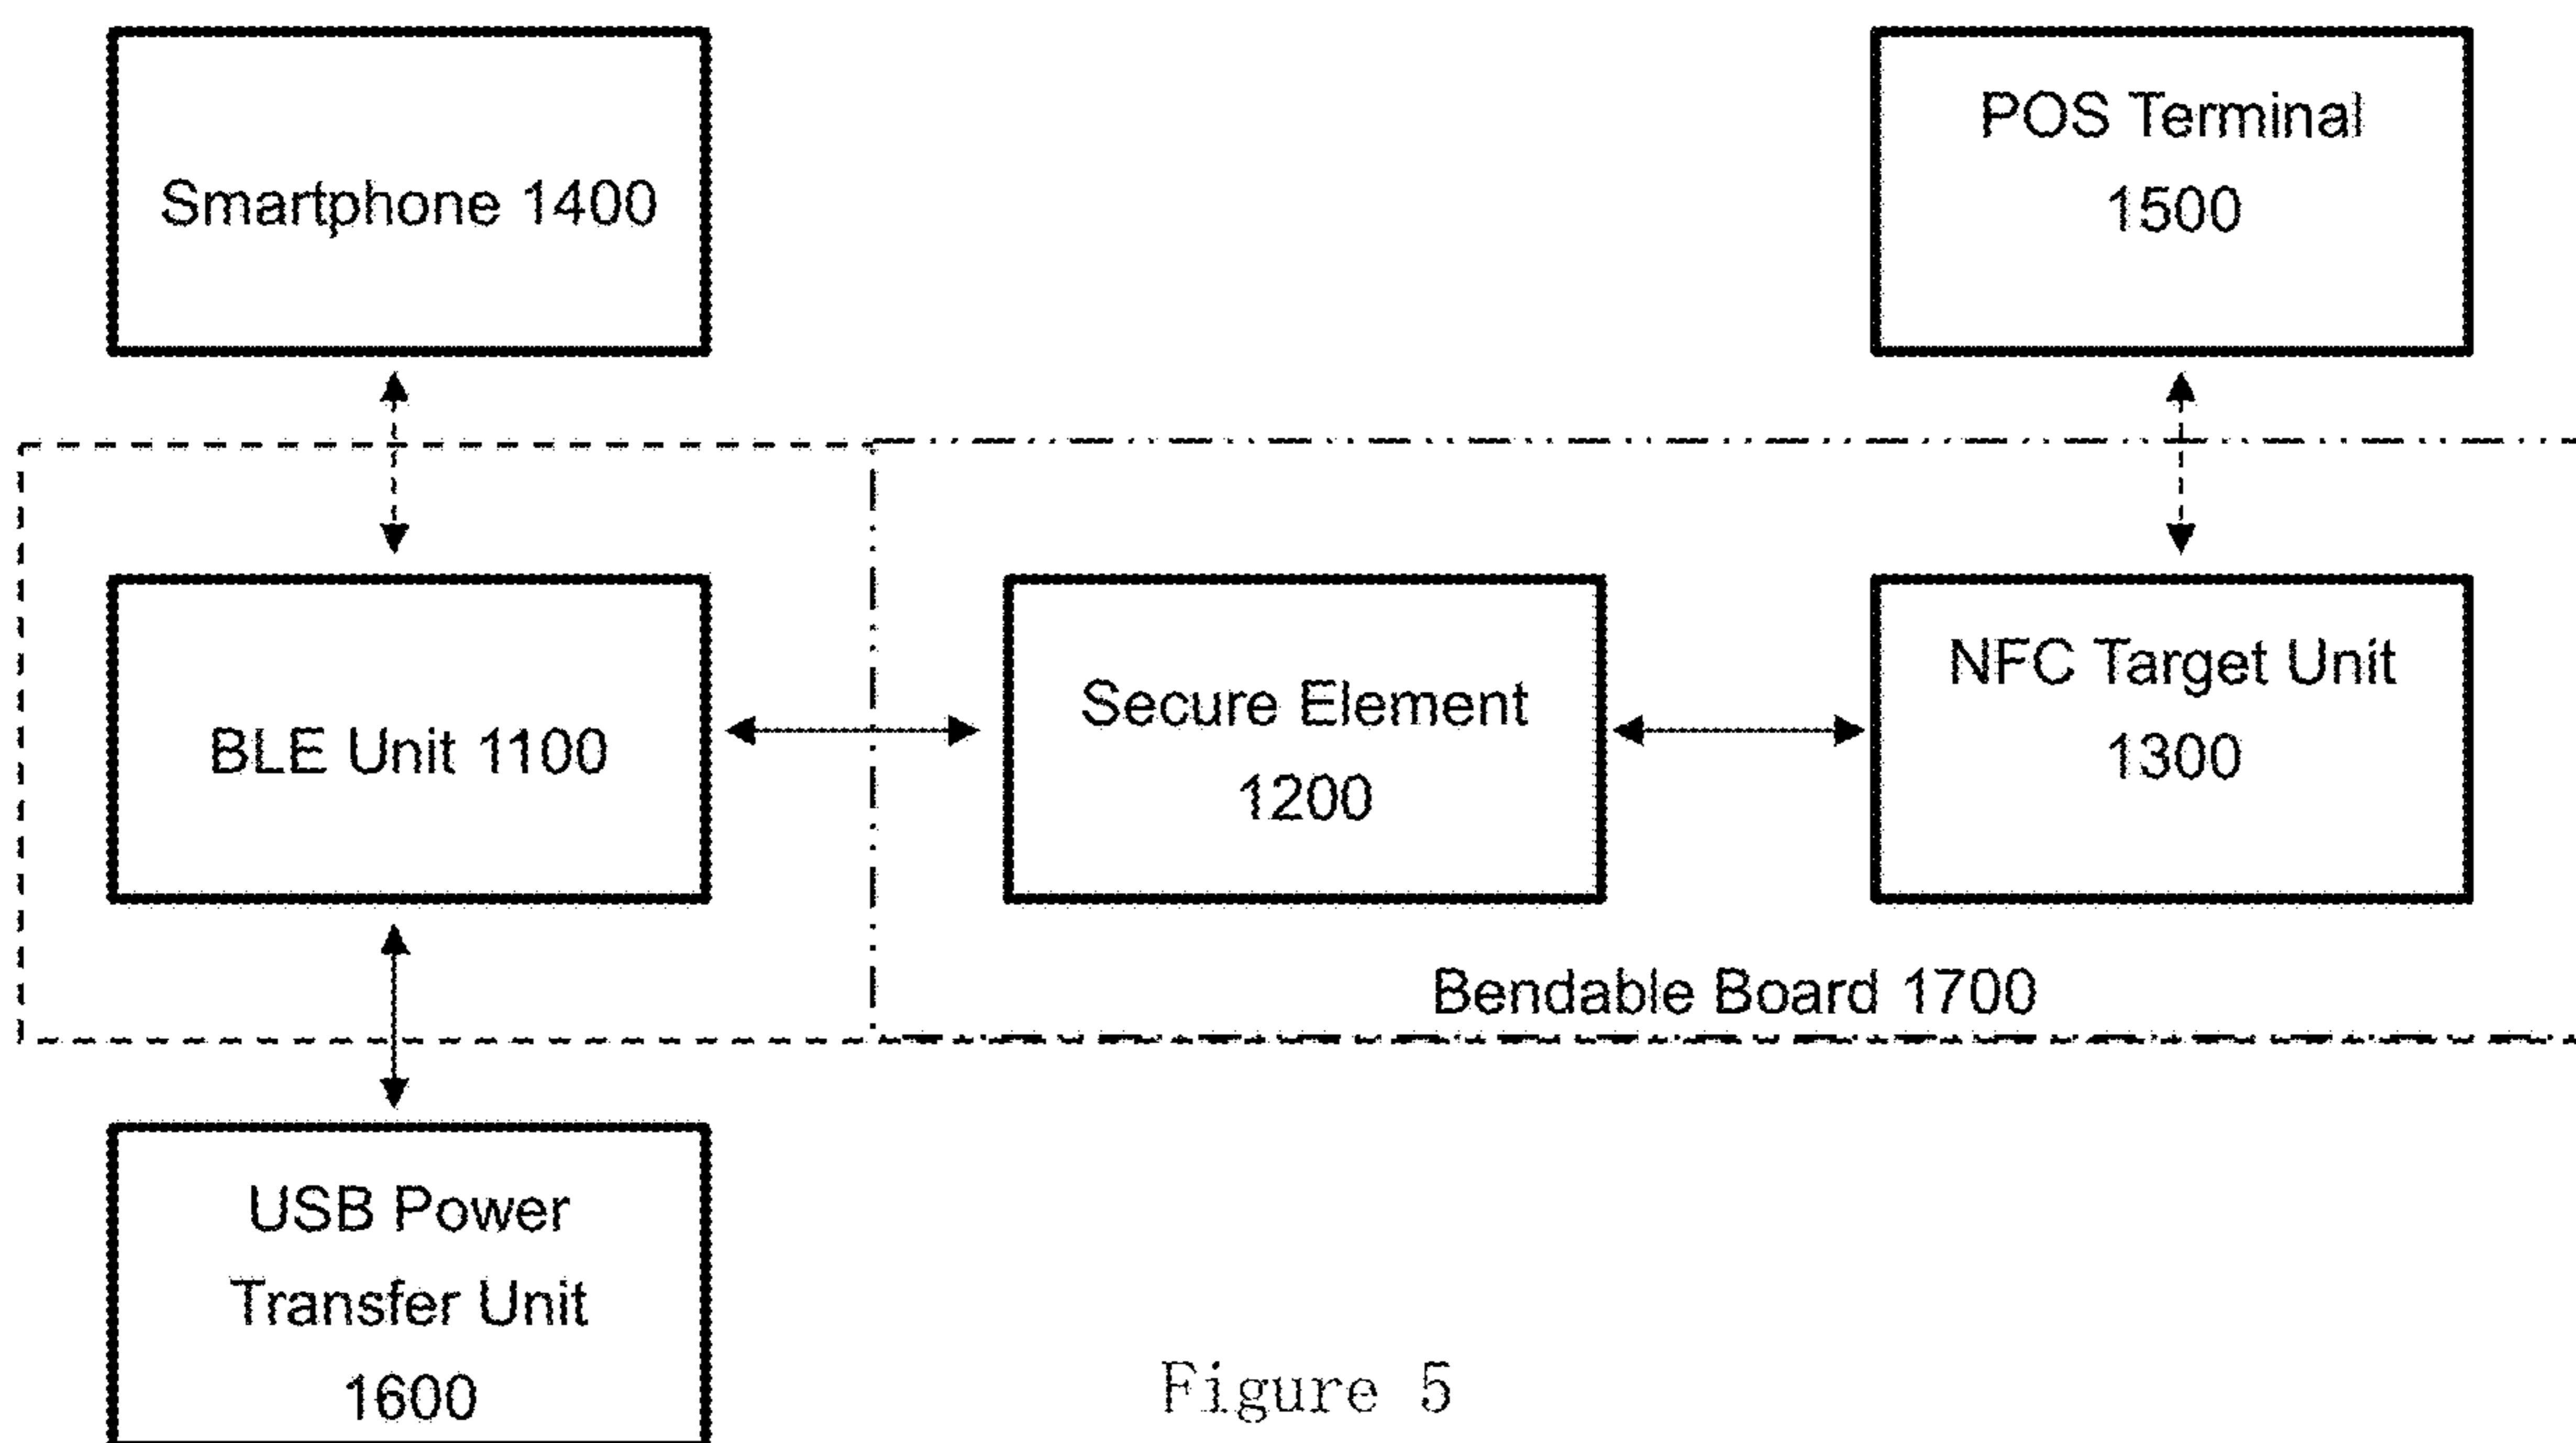 Smartphone 1400
POS Terminal
1500
BLE Unit 1100
Secure Element
1200
NFC Target Unit
1300
Bendable Board 1700
USB Power
Transfer Unit
1600
Figure 5